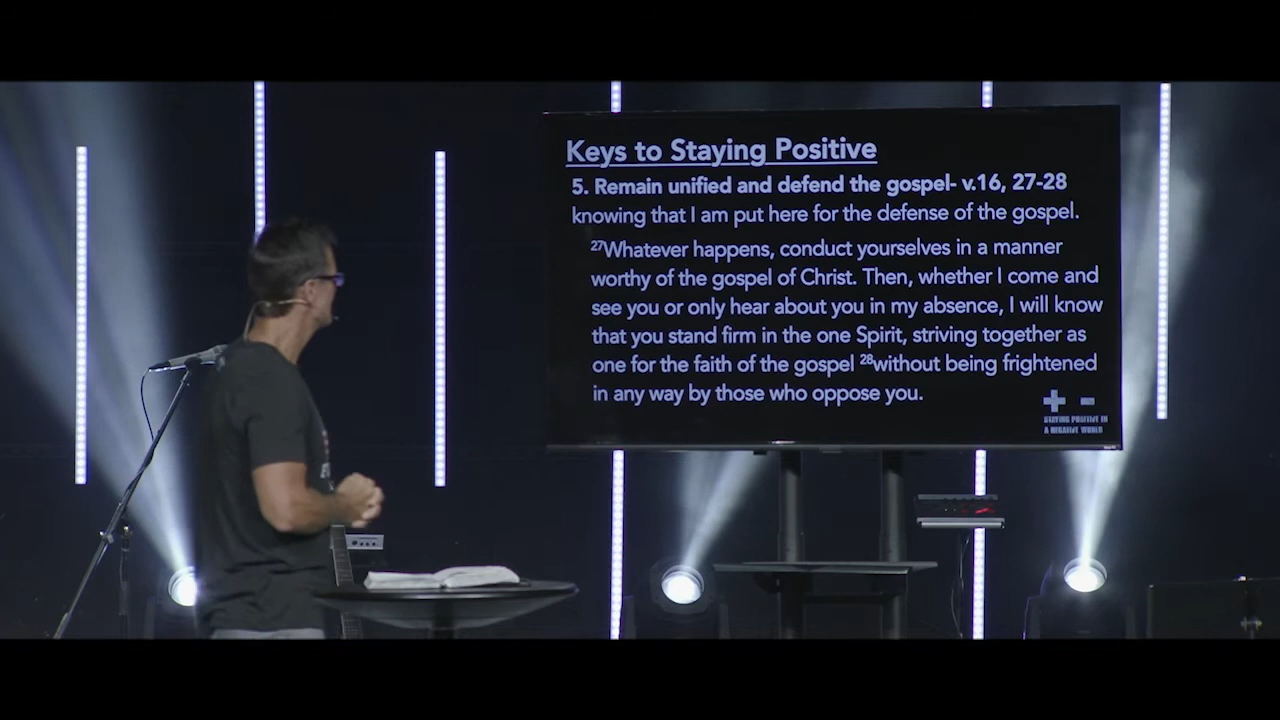 Keys to Staying Positive
5. Remain unified and defend the gospel- v.16, 27-28
knowing that I am put here for the defense of the gospel.
27Whatever happens, conduct yourselves in a manner
worthy of the gospel of Christ. Then, whether I come and
see you or only hear about you in my absence, I will know
that you stand firm in the one Spirit, striving together as
one for the faith of the gospel 28without being frightened
in any way by those who oppose you.
+ -
STAYING POSITIVE IN
A NEGATIVE WORLD